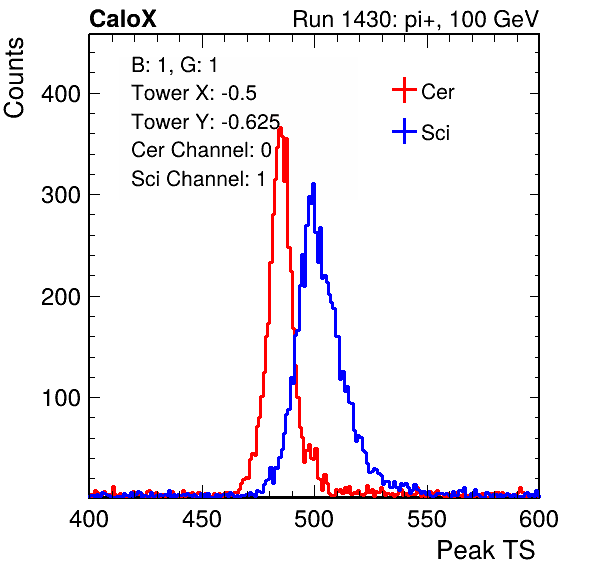 CaloX Run 1430: pi+, 100 GeV
Counts
B: 1, G: 1
Tower X: -0.5
Tower Y: -0.625
Cer Channel: 0
Sci Channel: 1
Cer
Sci
400
300
200
100
400 450 500 550 600
Peak TS